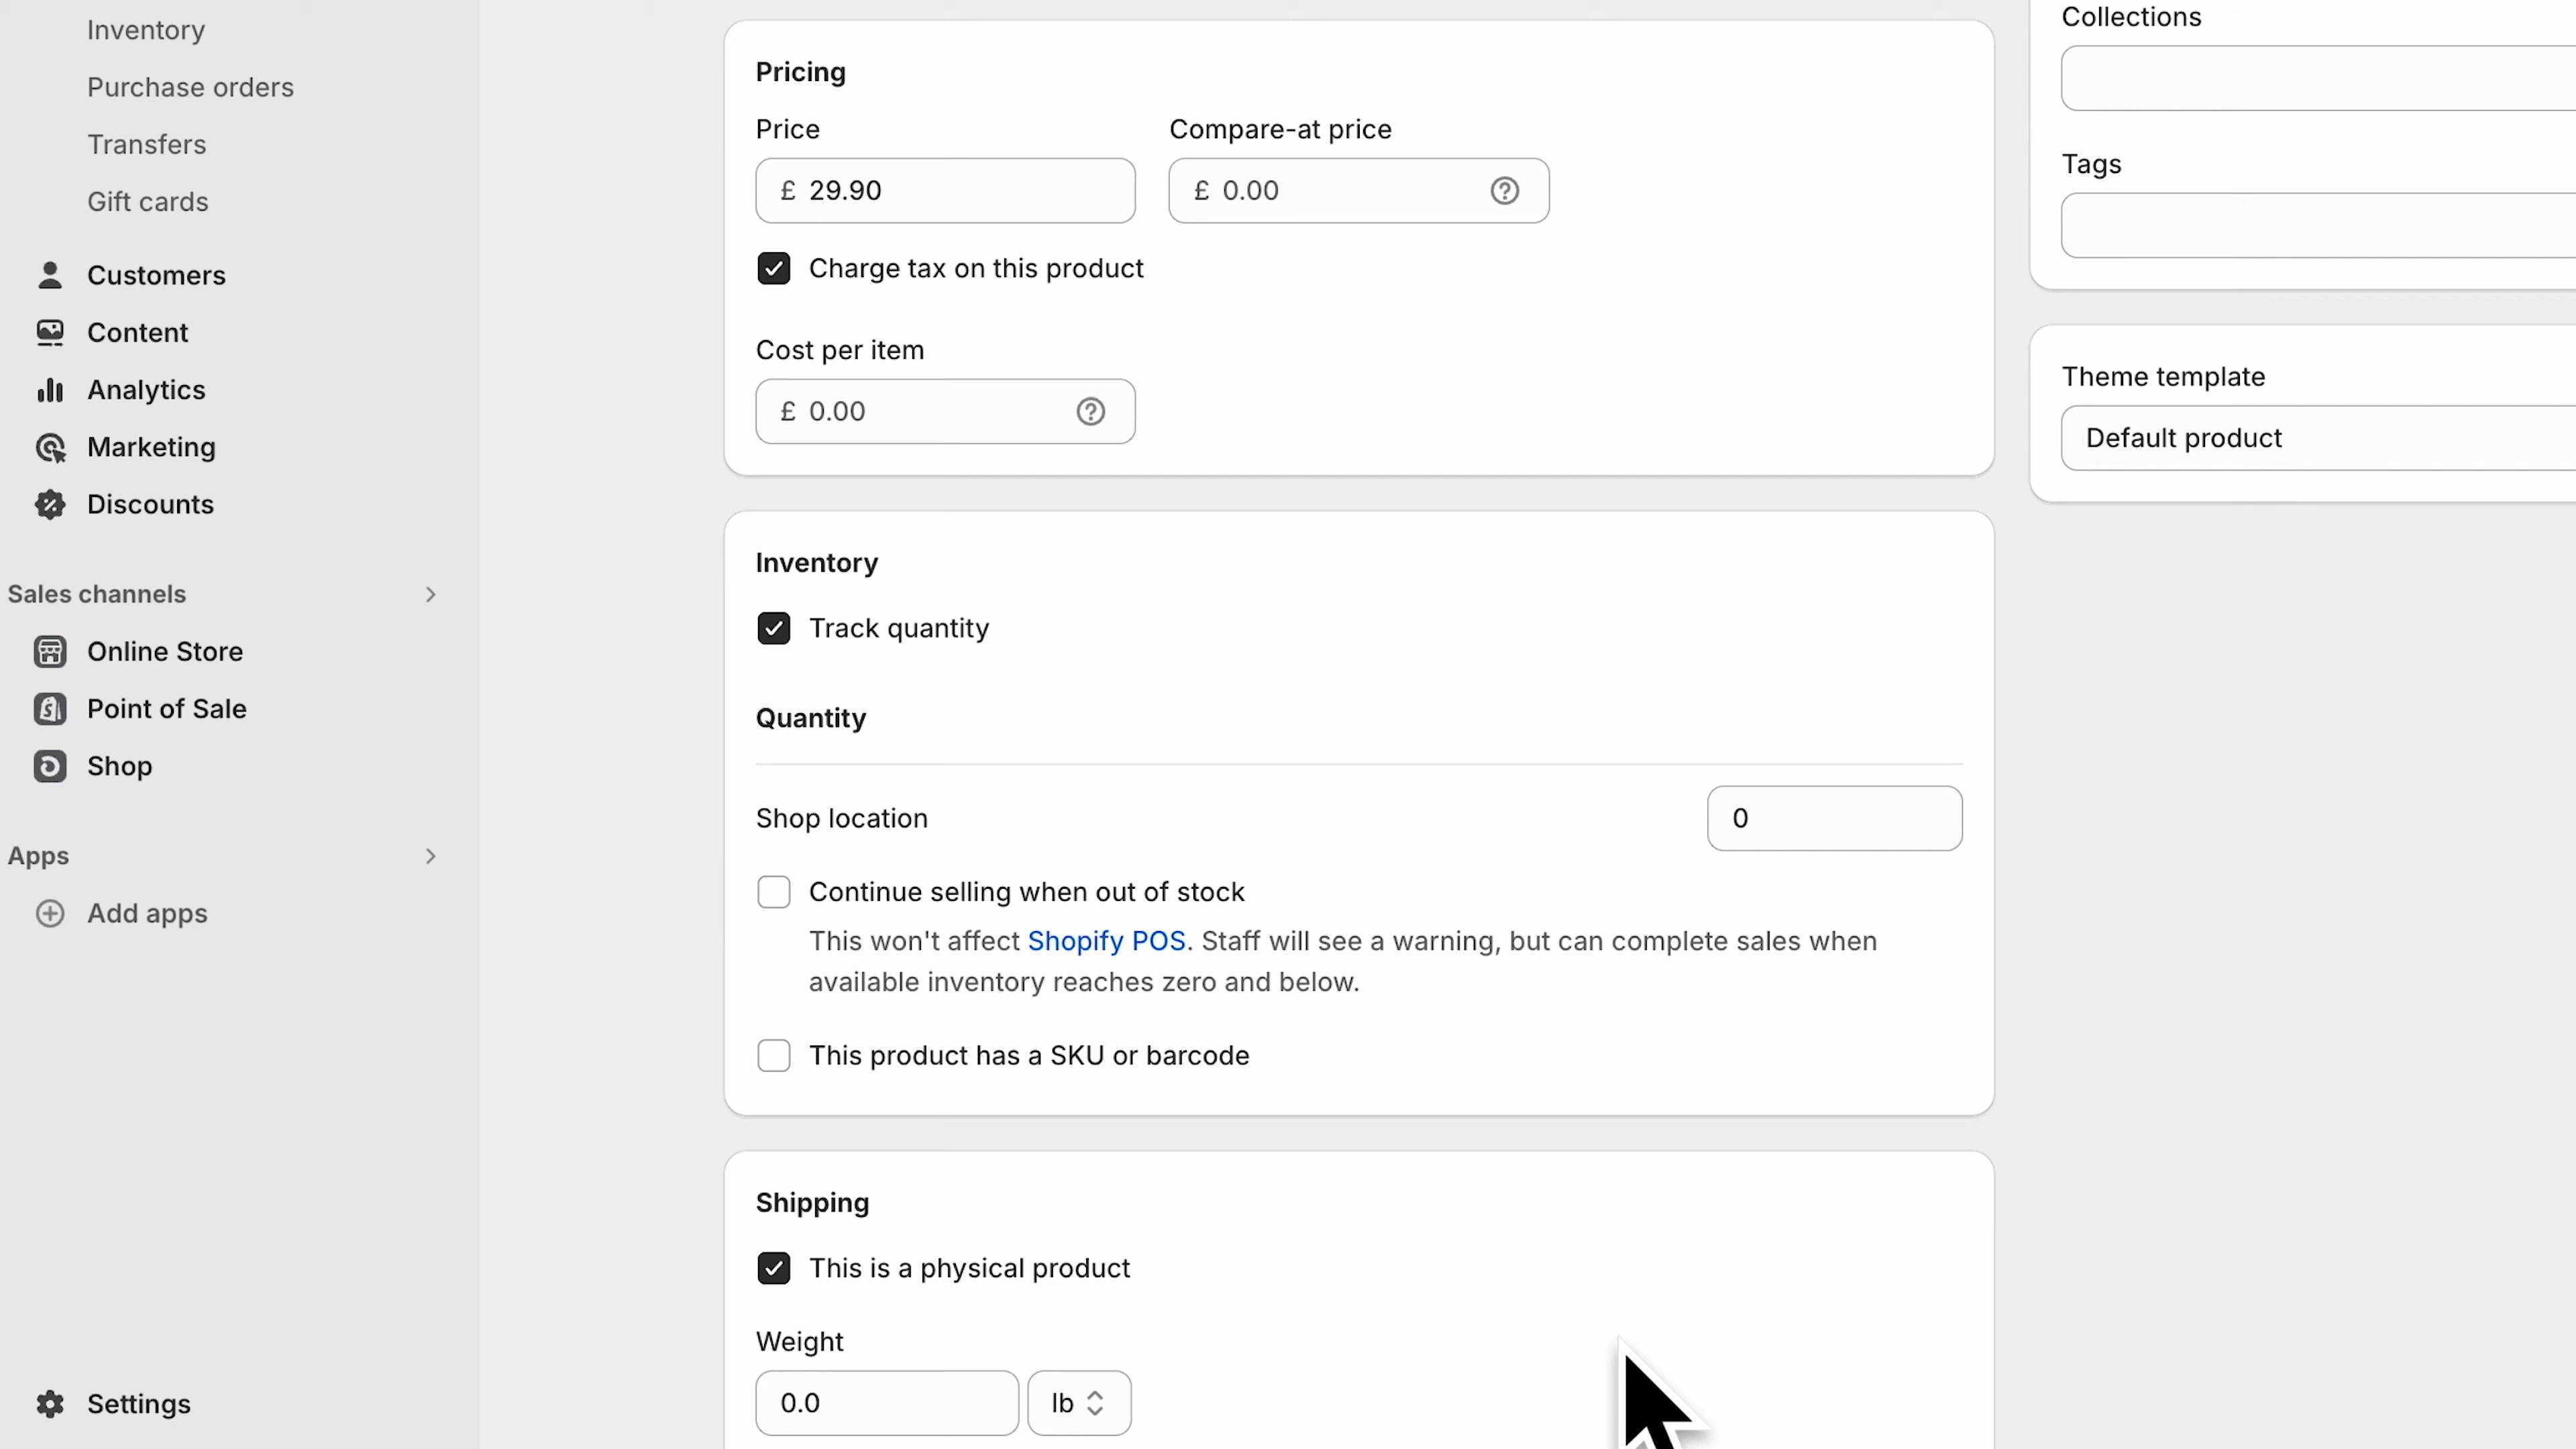 Inventory
Purchase orders
Transfers
Gift cards
Customers
Content
Analytics
Marketing
Discounts
Sales channels
Online Store
Point of Sale
Shop
Apps
Add apps
Settings
Pricing
Price
Compare-at price
£ 29.90
£ 0.00
Charge tax on this product
Cost per item
£ 0.00
Inventory
Track quantity
Quantity
Shop location
0
Continue selling when out of stock
This won't affect Shopify POS. Staff will see a warning, but can complete sales when
available inventory reaches zero and below.
This product has a SKU or barcode
Shipping
This is a physical product
Weight
0.0
lb
Collections
Tags
Theme template
Default product